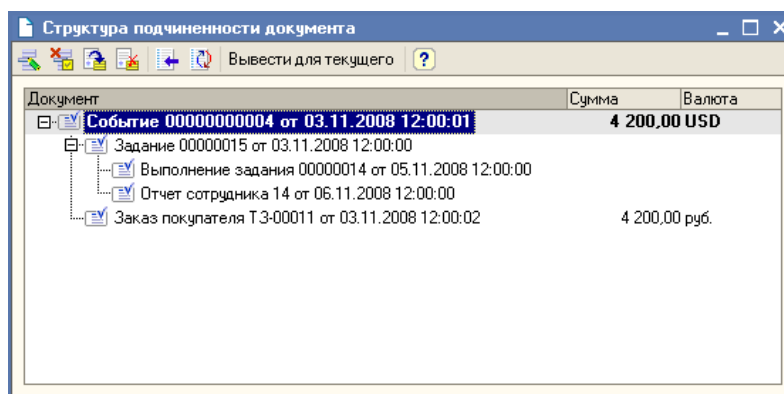 Структура подчиненности документа
Вывести для текущего ?
Документ Сумма Валюта
Событие 00000000004 от 03.11.2008 12:00:01 4 200,00 USD
Задание 00000015 от 03.11.2008 12:00:00
Выполнение задания 00000014 от 05.11.2008 12:00:00
Отчет сотрудника 14 от 06.11.2008 12:00:00
Заказ покупателя ТЗ-00011 от 03.11.2008 12:00:02 4 200,00 руб.